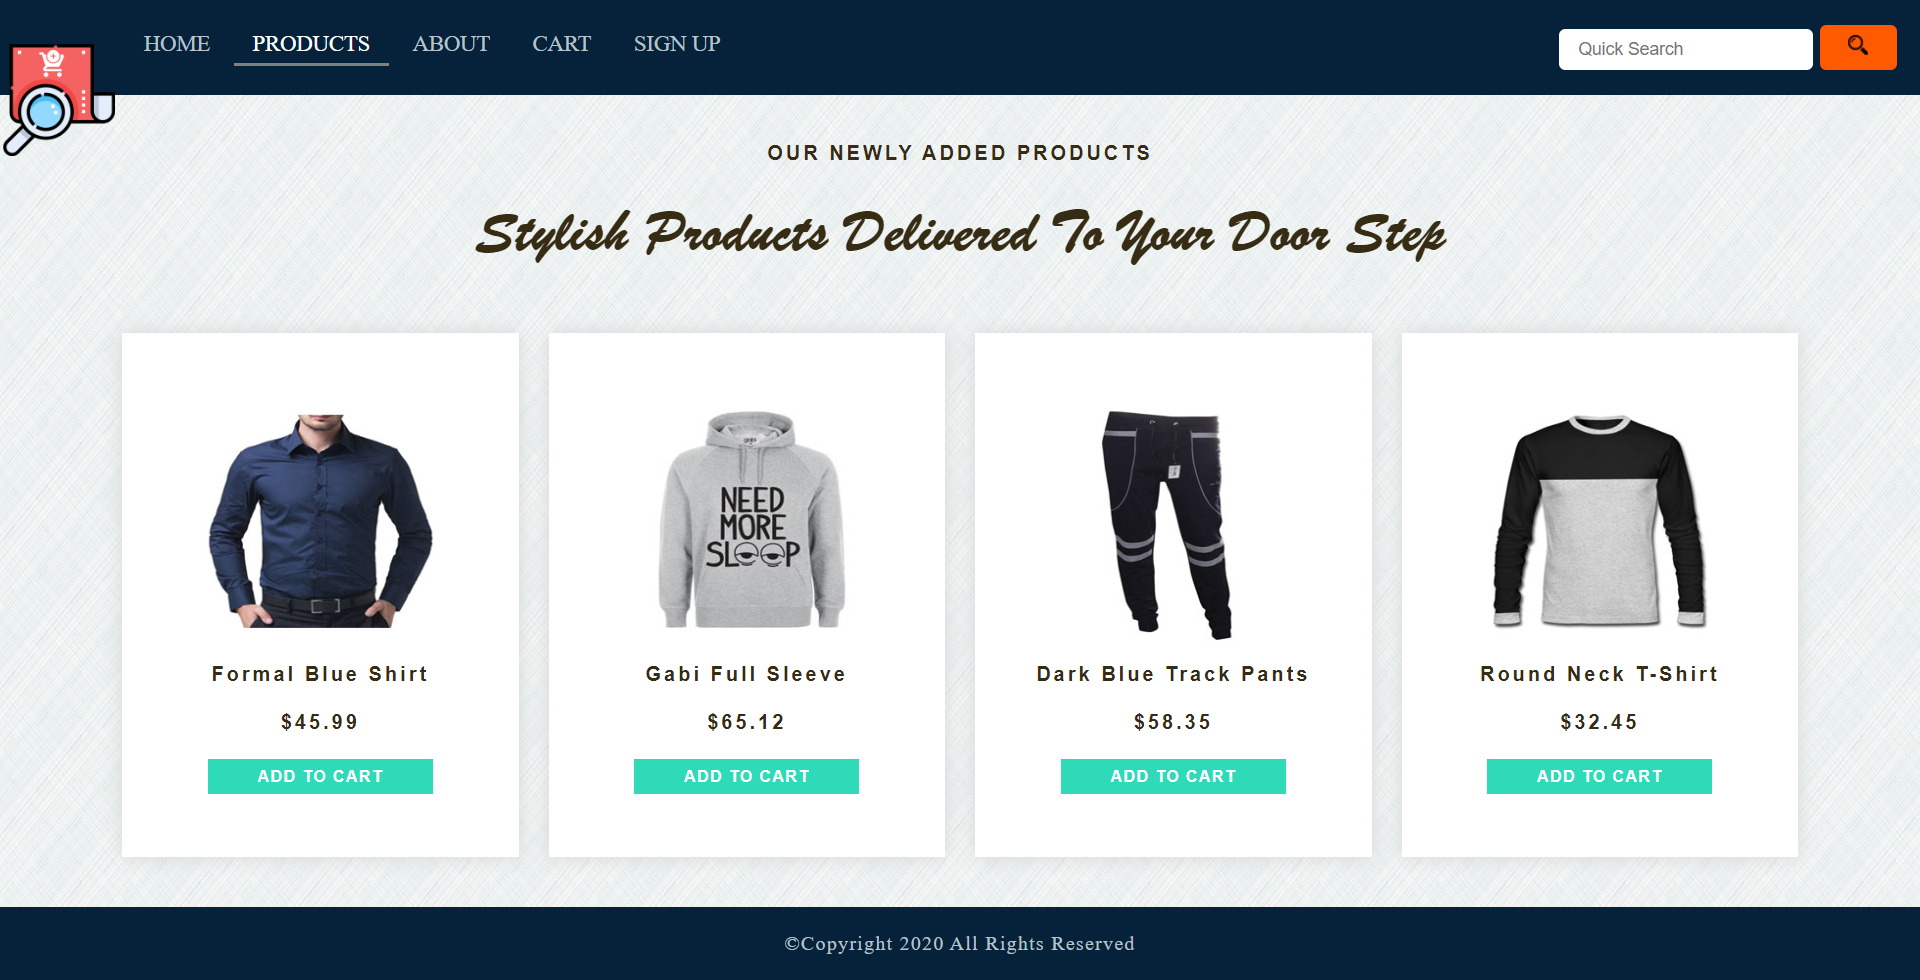 HOME PRODUCTS ABOUT CART SIGN UP Quick Search
OUR NEWLY ADDED PRODUCTS
Stylish Products Delivered To Your Door Step
gabi
NEED
MORE
SLOOP
Formal Blue Shirt
$45.99
ADD TO CART
Gabi Full Sleeve
$65.12
ADD TO CART
Dark Blue Track Pants
$58.35
ADD TO CART
Round Neck T-Shirt
$32.45
ADD TO CART
©Copyright 2020 All Rights Reserved